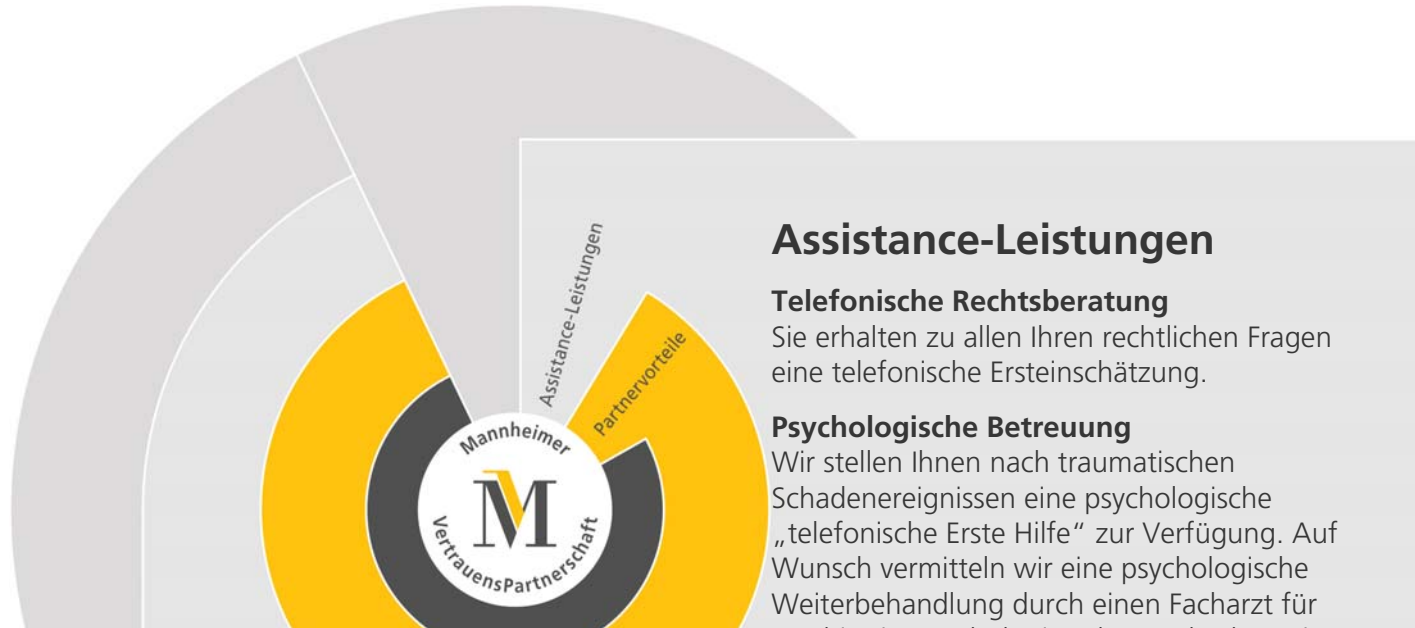 Assistance-Leistungen
Partnervorteile
Mannheimer
M
VertrauensPartnerschaft
Assistance-Leistungen
Telefonische Rechtsberatung
Sie erhalten zu allen Ihren rechtlichen Fragen
eine telefonische Ersteinschätzung.
Psychologische Betreuung
Wir stellen Ihnen nach traumatischen
Schadenereignissen eine psychologische
„telefonische Erste Hilfe“ zur Verfügung. Auf
Wunsch vermitteln wir eine psychologische
Weiterbehandlung durch einen Facharzt für